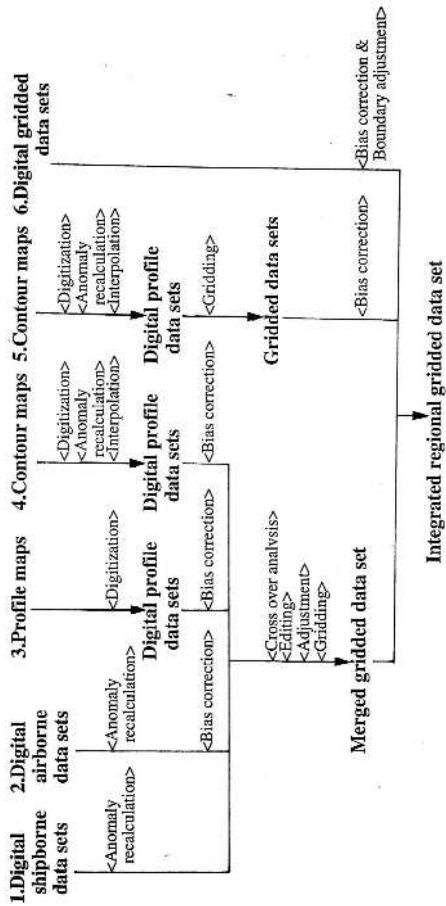 1.Digital
shipborne
data sets
<Anomaly
recalculation>
2.Digital
airborne
data sets
<Anomaly
recalculation>
<Bias correction>
3.Profile maps
<Digitization>
Digital profile
data sets
<Bias correction>
4.Contour maps
<Digitization>
<Anomaly
recalculation>
<Interpolation>
Digital profile
data sets
<Bias correction>
<Cross over analysis>
<Editing>
<Adjustment>
<Gridding>
Merged gridded data set
5.Contour maps
<Digitization>
<Anomaly
recalculation>
<Interpolation>
Digital profile
data sets
<Gridding>
Gridded data sets
<Bias correction>
6.Digital gridded
data sets
<Bias correction &
Boundary adjustment>
Integrated regional gridded data set